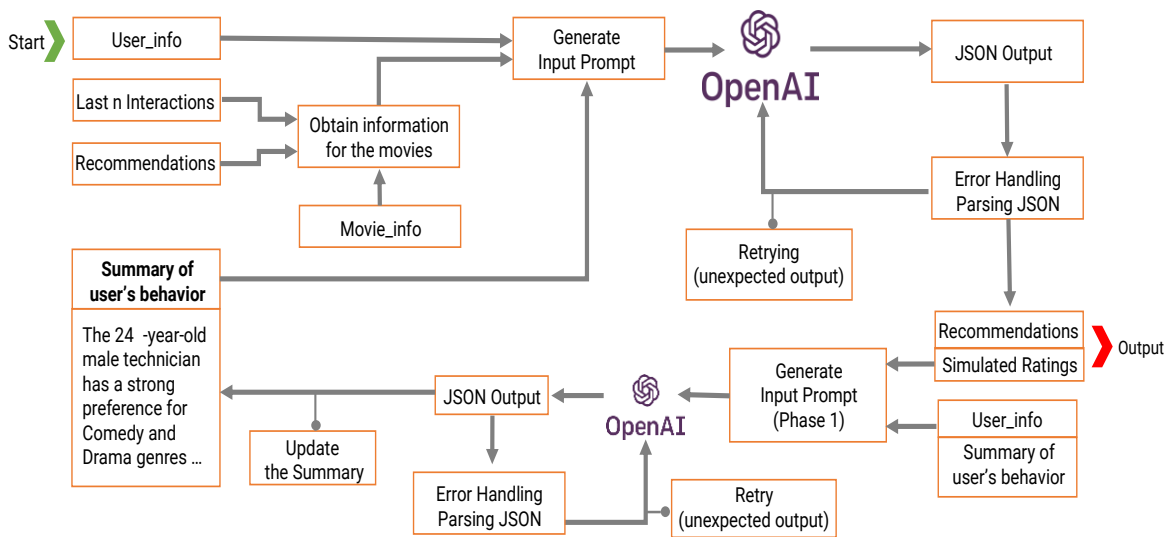 Start
User_info
Last n Interactions
Recommendations
Obtain information
for the movies
Movie_info
Generate
Input Prompt
OpenAI
JSON Output
Error Handling
Parsing JSON
Retrying
(unexpected output)
Recommendations
Simulated Ratings
Output
User_info
Summary of
user's behavior
Generate
Input Prompt
(Phase 1)
OpenAI
JSON Output
Error Handling
Parsing JSON
Retry
(unexpected output)
Update
the Summary
Summary of
user's behavior
The 24 -year-old
male technician
has a strong
preference for
Comedy and
Drama genres ...